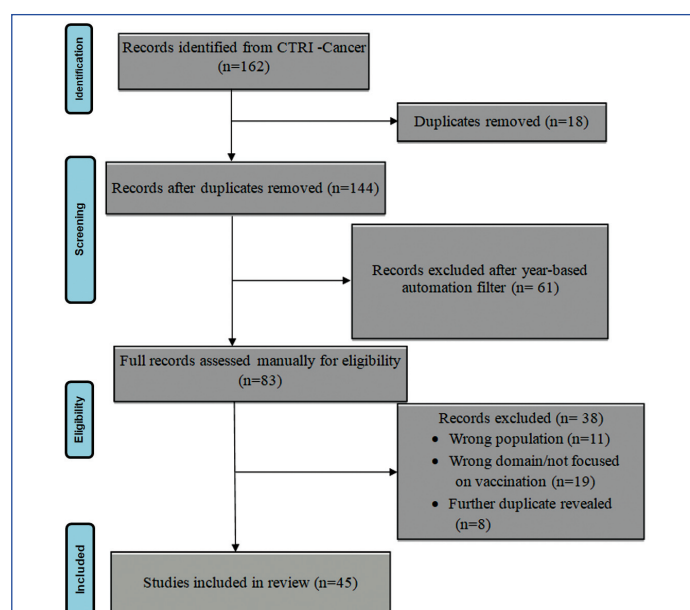 Identification
Records identified from CTRI -Cancer
(n=162)
Duplicates removed (n=18)
Screening
Records after duplicates removed (n=144)
Records excluded after year-based
automation filter (n= 61)
Full records assessed manually for eligibility
(n=83)
Eligibility
Records excluded (n= 38)
• Wrong population (n=11)
• Wrong domain/not focused
on vaccination (n=19)
• Further duplicate revealed
(n=8)
Included
Studies included in review (n=45)